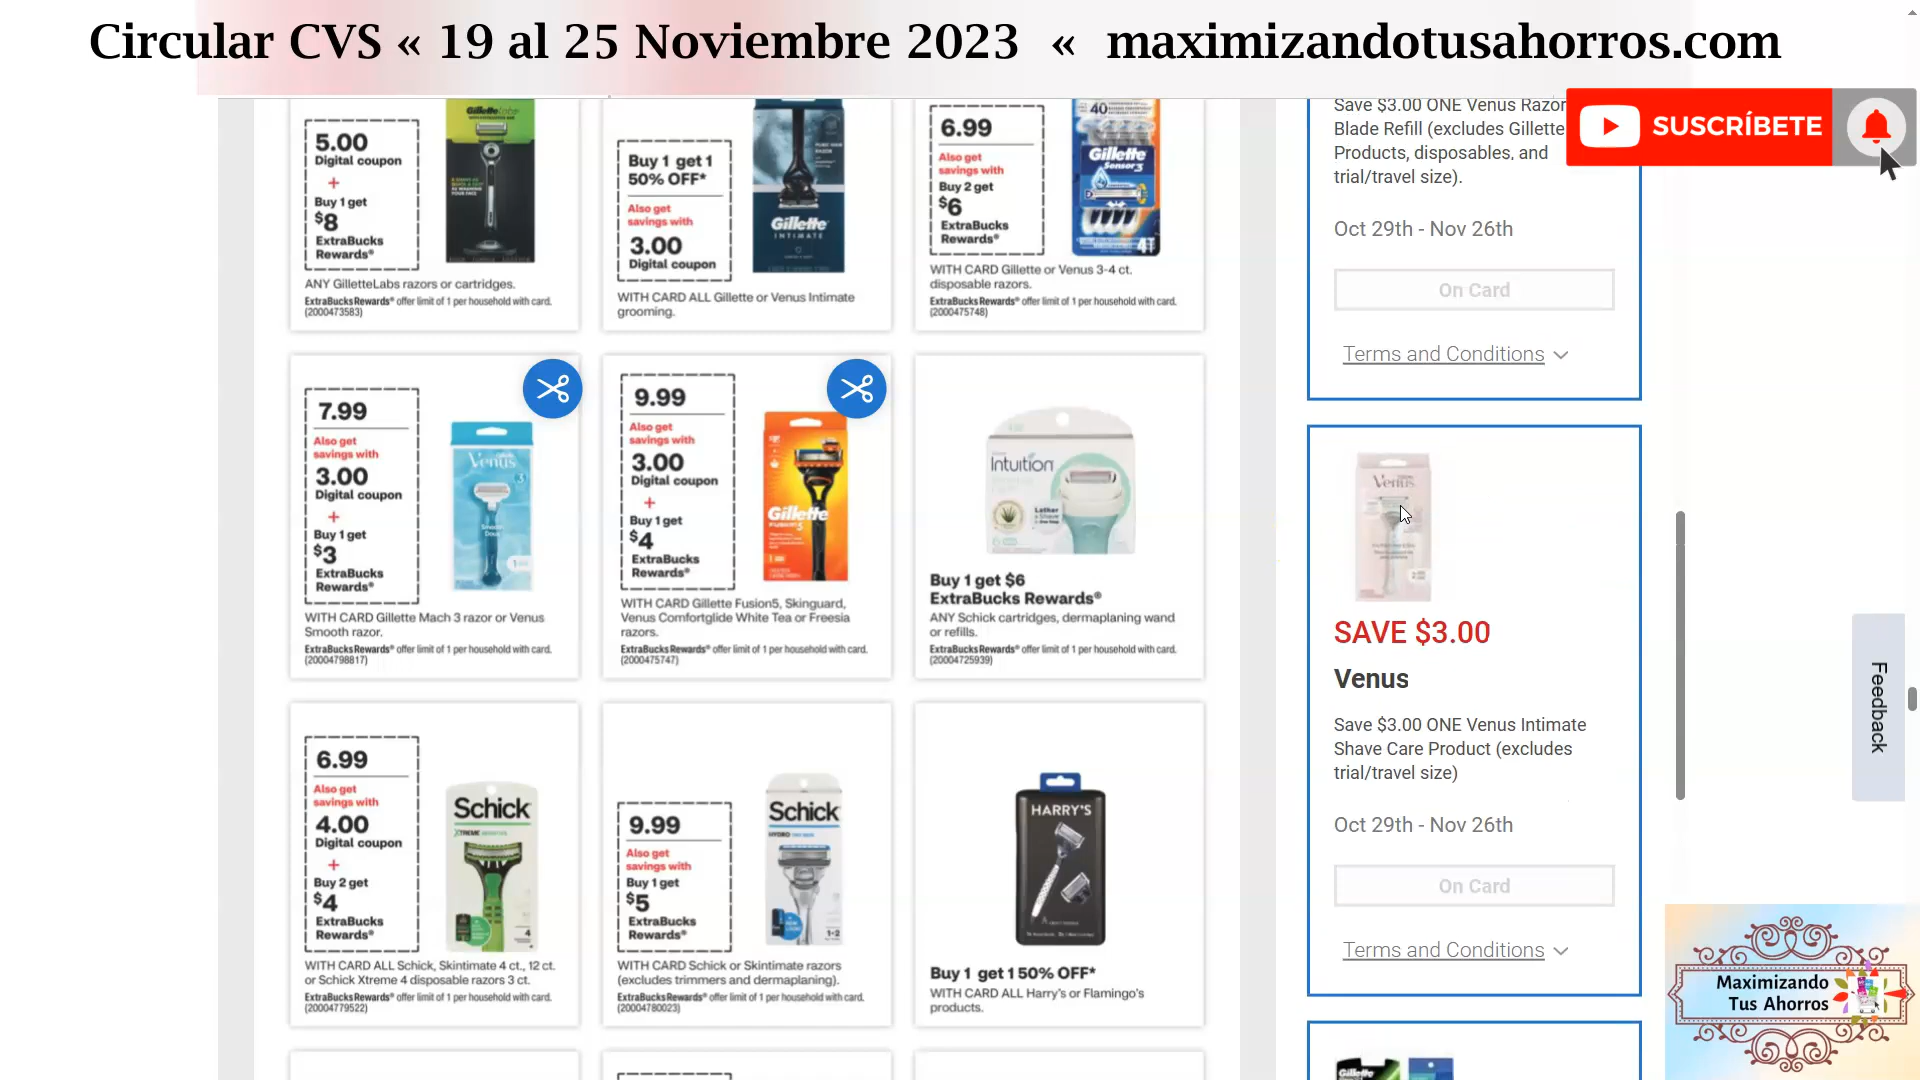 Circular CVS « 19 al 25 Noviembre 2023 « maximizandotusahorros.com
SUSCRÍBETE
5.00
Digital coupon
+
Buy 1 get
$8
ExtraBucks
Rewards®
ANY GilletteLabs razors or cartridges.
ExtraBucks Rewards® offer limit of 1 per household with card.
(2000473583)
Buy 1 get 1
50% OFF*
Also get
savings with
3.00
Digital coupon
Gillette
INTIMATE
WITH CARD ALL Gillette or Venus Intimate
grooming.
6.99
Also get
savings with
Buy 2 get
$6
ExtraBucks
Rewards®
40
Gillette
Sensor3
WITH CARD Gillette or Venus 3-4 ct.
disposable razors.
ExtraBucks Rewards® offer limit of 1 per household with card.
(2000475748)
7.99
Also get
savings with
3.00
Digital coupon
+
Buy 1 get
$3
ExtraBucks
Rewards®
Venus
WITH CARD Gillette Mach 3 razor or Venus
Smooth razor.
ExtraBucks Rewards® offer limit of 1 per household with card.
(20004798817)
9.99
Also get
savings with
3.00
Digital coupon
+
Buy 1 get
$4
ExtraBucks
Rewards®
Gillette
FUSION5
WITH CARD Gillette Fusion5, Skinguard,
Venus Comfortglide White Tea or Freesia
razors.
ExtraBucks Rewards® offer limit of 1 per household with card.
(2000475747)
Intuition
Buy 1 get $6
ExtraBucks Rewards®
ANY Schick cartridges, dermaplaning wand
or refills.
ExtraBucks Rewards® offer limit of 1 per household with card.
(20004725939)
6.99
Also get
savings with
4.00
Digital coupon
+
Buy 2 get
$4
ExtraBucks
Rewards®
Schick
XTREME
WITH CARD ALL Schick, Skintimate 4 ct., 12 ct.
or Schick Xtreme 4 disposable razors 3 ct.
ExtraBucks Rewards® offer limit of 1 per household with card.
(20004779522)
9.99
Also get
savings with
Buy 1 get
$5
ExtraBucks
Rewards®
Schick
HYDRO
WITH CARD Schick or Skintimate razors
(excludes trimmers and dermaplaning).
ExtraBucks Rewards® offer limit of 1 per household with card.
(20004780023)
HARRY'S
Buy 1 get 1 50% OFF*
WITH CARD ALL Harry's or Flamingo's
products.
Save $3.00 ONE Venus Razor
Blade Refill (excludes Gillette
Products, disposables, and
trial/travel size).
Oct 29th - Nov 26th
On Card
Terms and Conditions
Venus
SAVE $3.00
Venus
Save $3.00 ONE Venus Intimate
Shave Care Product (excludes
trial/travel size)
Oct 29th - Nov 26th
On Card
Terms and Conditions
Gillette
Feedback
Maximizando
Tus Ahorros